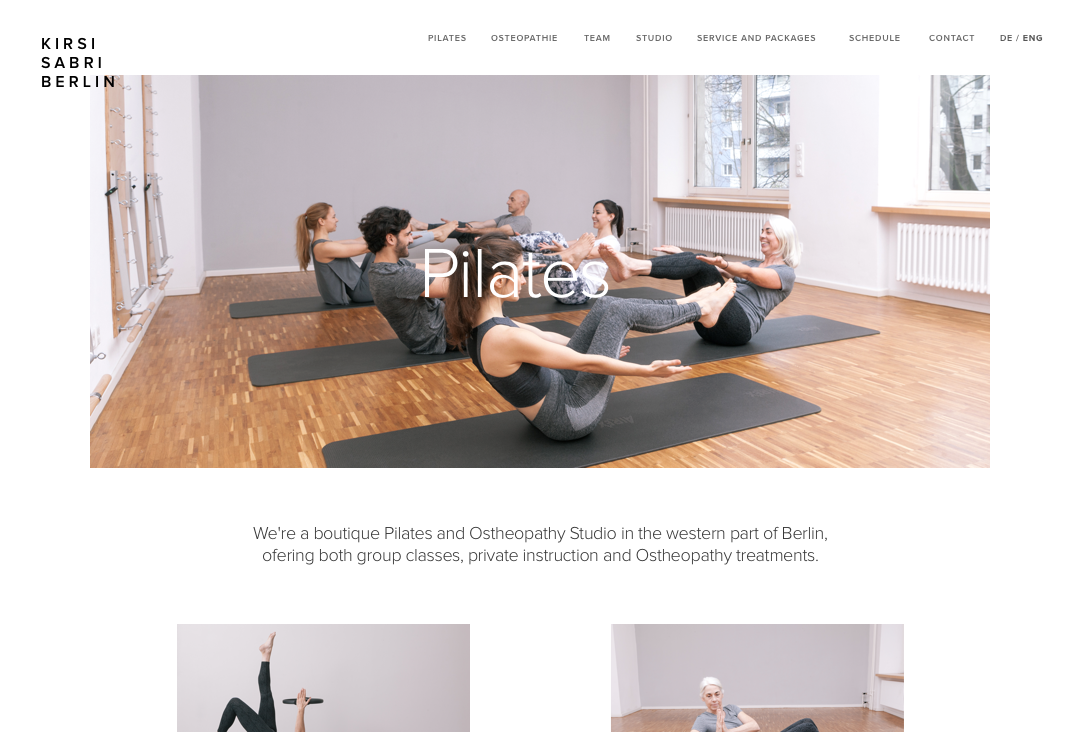 KIRSI
SABRI
BERLIN
PILATES OSTEOPATHIE TEAM STUDIO SERVICE AND PACKAGES SCHEDULE CONTACT DE / ENG
Pilates
We're a boutique Pilates and Ostheopathy Studio in the western part of Berlin,
ofering both group classes, private instruction and Ostheopathy treatments.